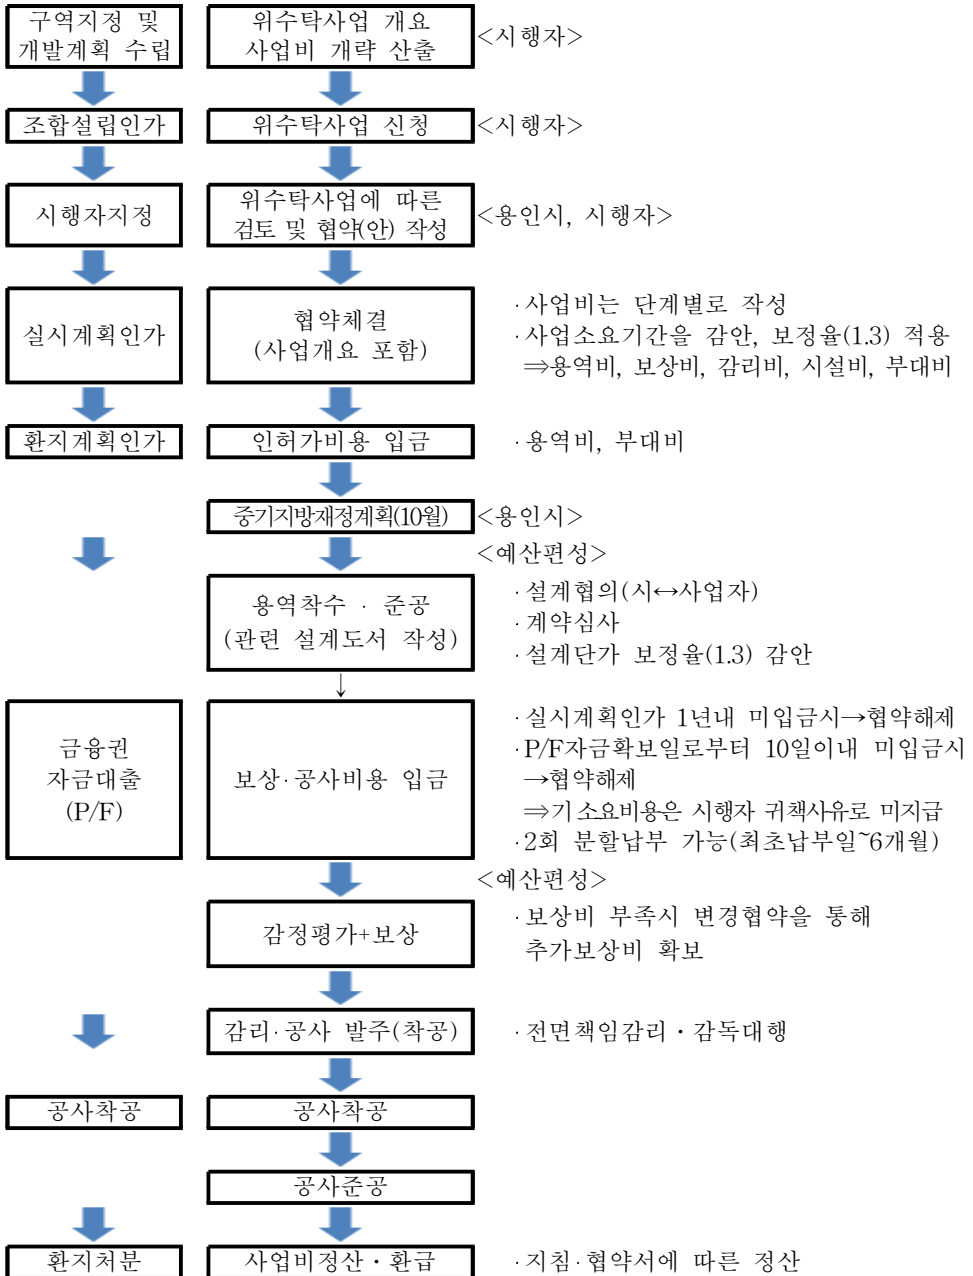 구역지정 및
개발계획 수립
위수탁사업 개요
사업비 개략 산출
<시행자>
조합설립인가
위수탁사업 신청
<시행자>
시행자지정
위수탁사업에 따른
검토 및 협약(안) 작성
<용인시, 시행자>
실시계획인가
협약체결
(사업개요 포함)
·사업비는 단계별로 작성
·사업소요기간을 감안, 보정율(1.3) 적용
⇒용역비, 보상비, 감리비, 시설비, 부대비
환지계획인가
인허가비용 입금
·용역비, 부대비
중기지방재정계획(10월)
<용인시>
<예산편성>
용역착수 · 준공
(관련 설계도서 작성)
·설계협의(시↔사업자)
·계약심사
·설계단가 보정율(1.3) 감안
금융권
자금대출
(P/F)
보상·공사비용 입금
·실시계획인가 1년내 미입금시→협약해제
·P/F자금확보일로부터 10일이내 미입금시
→협약해제
⇒기 소요비용은 시행자 귀책사유로 미지급
·2회 분할납부 가능(최초납부일~6개월)
<예산편성>
감정평가+보상
·보상비 부족시 변경협약을 통해
추가보상비 확보
감리·공사 발주(착공)
·전면책임감리・감독대행
공사착공
공사착공
공사준공
환지처분
사업비정산・환급
·지침·협약서에 따른 정산